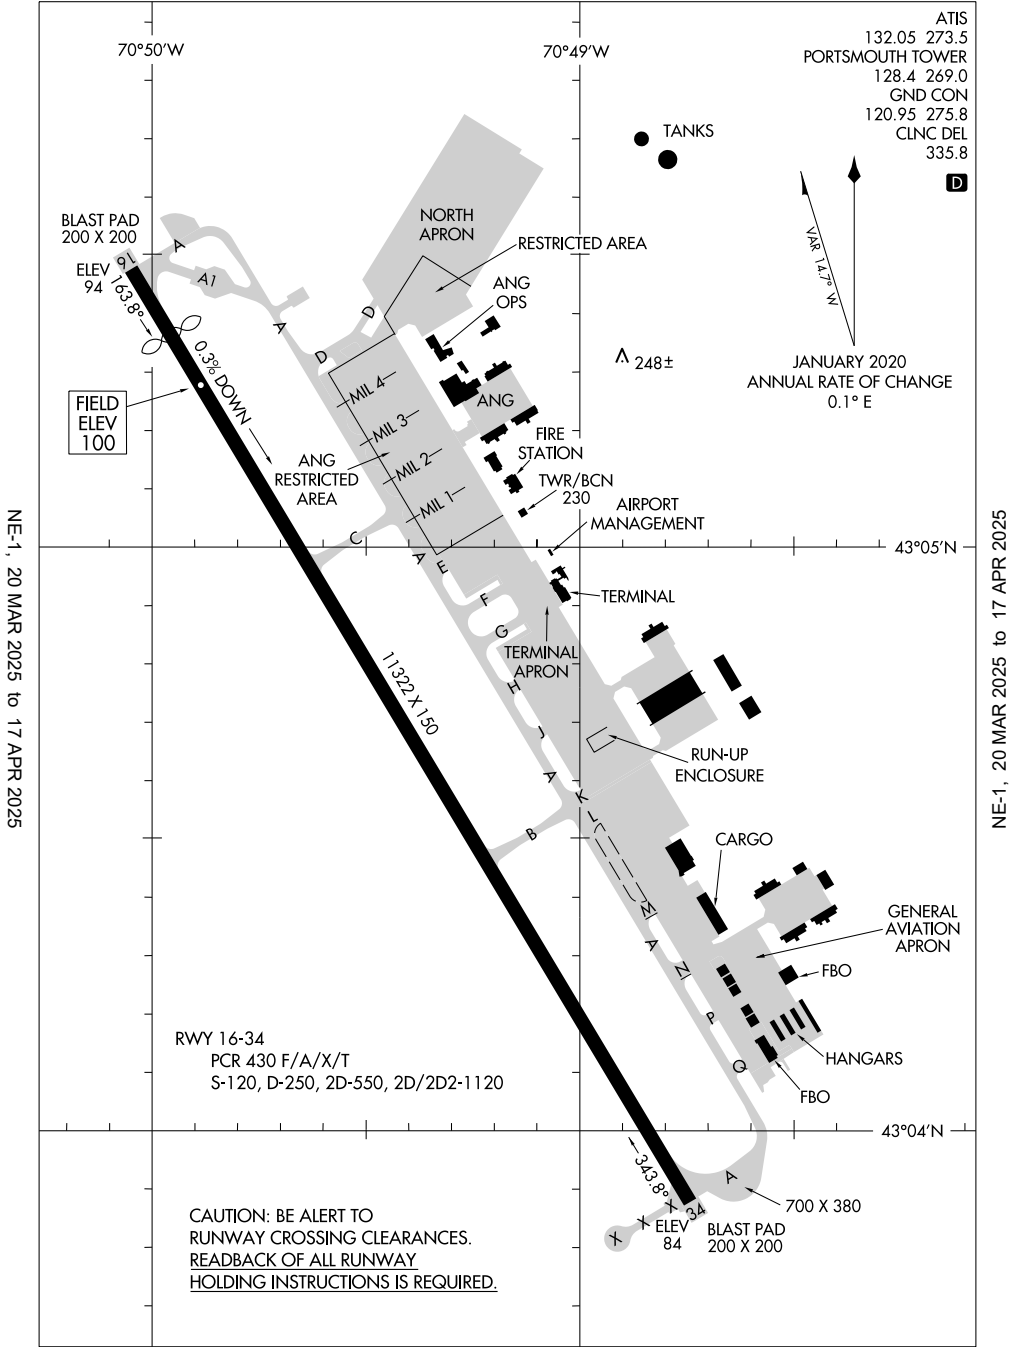 ATIS
132.05 273.5
PORTSMOUTH TOWER
128.4 269.0
GND CON
120.95 275.8
CLNC DEL
335.8
D
70°50'W
70°49'W
TANKS
VAR 14.7° W
JANUARY 2020
ANNUAL RATE OF CHANGE
0.1° E
BLAST PAD
200 X 200
16
ELEV
94
163.8°
A
A1
A
NORTH
APRON
RESTRICTED AREA
D
D
ANG
OPS
248±
0.3% DOWN
FIELD
ELEV
100
MIL 4
MIL 3
MIL 2
MIL 1
ANG
ANG
RESTRICTED
AREA
FIRE
STATION
TWR/BCN
230
AIRPORT
MANAGEMENT
43°05'N
C
A
E
F
G
H
J
A
K
L
B
TERMINAL
TERMINAL
APRON
11322 X 150
RUN-UP
ENCLOSURE
CARGO
M
A
N
P
Q
GENERAL
AVIATION
APRON
FBO
HANGARS
FBO
RWY 16-34
PCR 430 F/A/X/T
S-120, D-250, 2D-550, 2D/2D2-1120
43°04'N
343.8°
A
700 X 380
X
X
X
34
ELEV
84
BLAST PAD
200 X 200
CAUTION: BE ALERT TO
RUNWAY CROSSING CLEARANCES.
READBACK OF ALL RUNWAY
HOLDING INSTRUCTIONS IS REQUIRED.
NE-1, 20 MAR 2025 to 17 APR 2025
NE-1, 20 MAR 2025 to 17 APR 2025